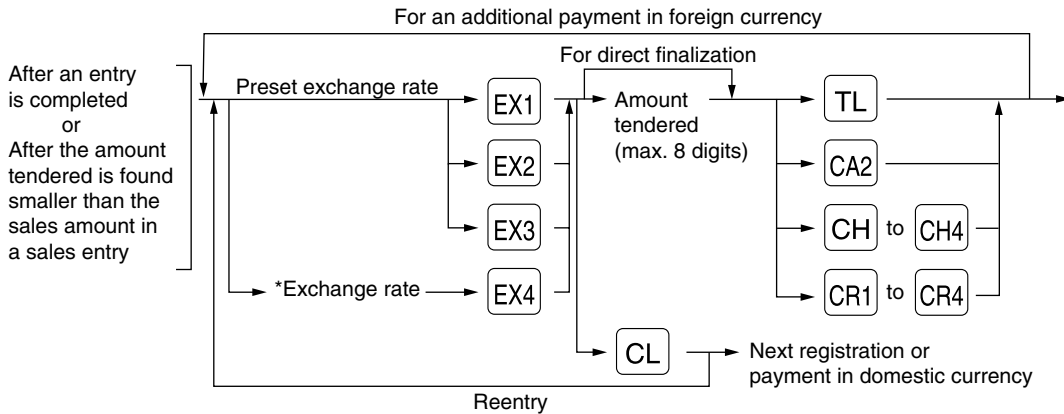 For an additional payment in foreign currency
For direct finalization
After an entry
is completed
or
After the amount
tendered is found
smaller than the
sales amount in
a sales entry
Preset exchange rate
EX1
EX2
EX3
*Exchange rate
EX4
Amount
tendered
(max. 8 digits)
TL
CA2
CH to CH4
CR1 to CR4
CL
Next registration or
payment in domestic currency
Reentry